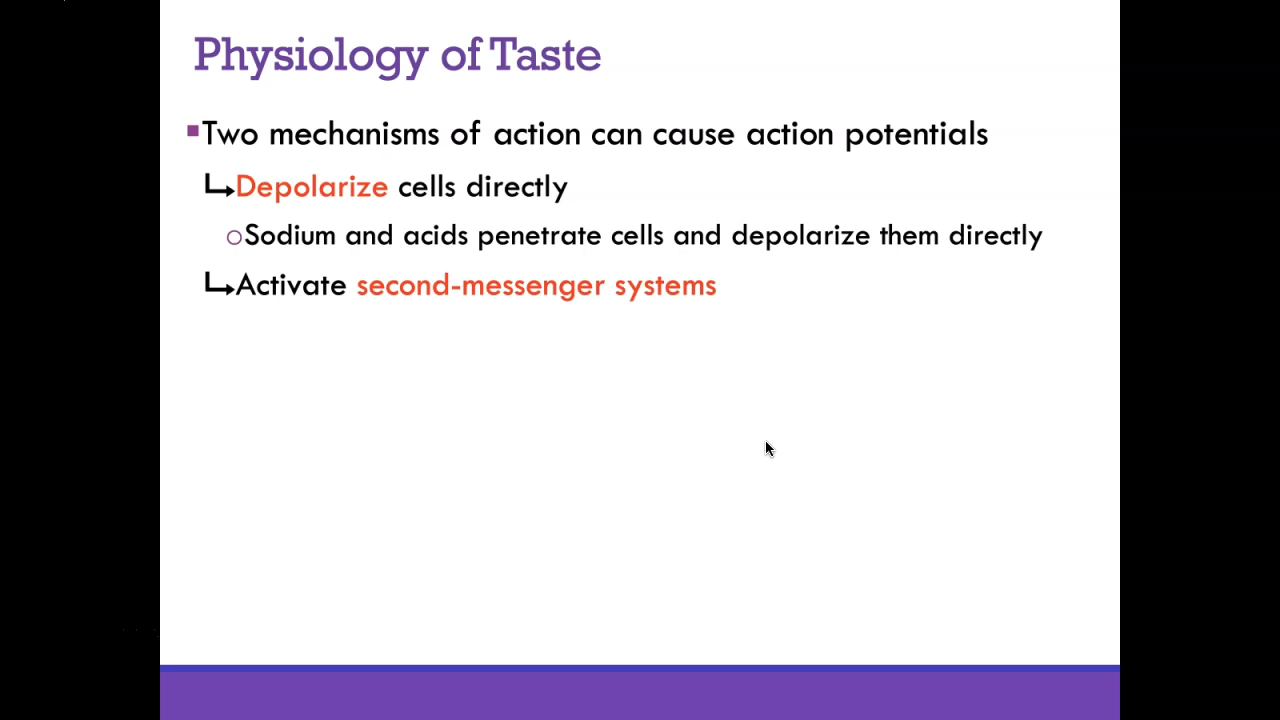 Physiology of Taste
Two mechanisms of action can cause action potentials
Depolarize cells directly
Sodium and acids penetrate cells and depolarize them directly
Activate second-messenger systems